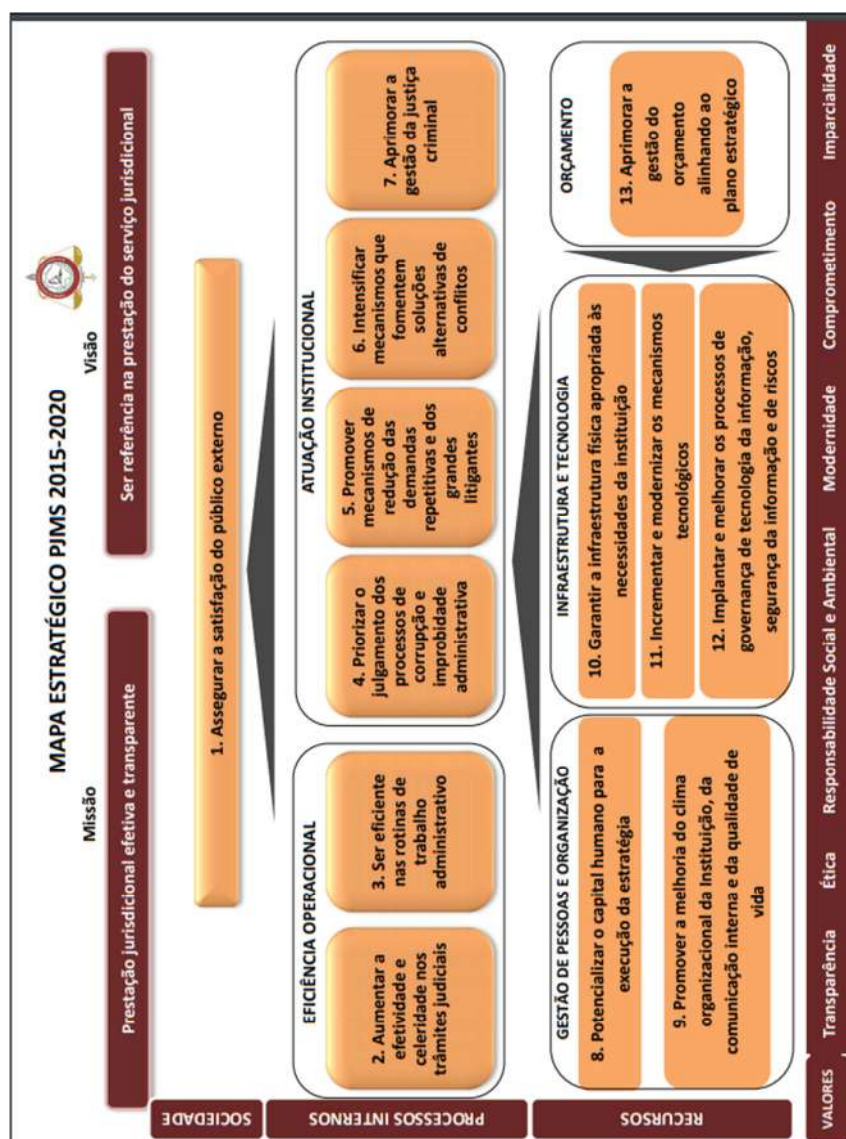 MAPA ESTRATÉGICO PJMS 2015-2020
Missão
Visão
Prestação jurisdicional efetiva e transparente
Ser referência na prestação do serviço jurisdicional
SOCIEDADE
1. Assegurar a satisfação do público externo
PROCESSOS INTERNOS
EFICIÊNCIA OPERACIONAL
2. Aumentar a
efetividade e
celeridade nos
trâmites judiciais
3. Ser eficiente
nas rotinas de
trabalho
administrativo
ATUAÇÃO INSTITUCIONAL
4. Priorizar o
julgamento dos
processos de
corrupção e
improbidade
administrativa
5. Promover
mecanismos de
redução das
demandas
repetitivas e dos
grandes
litigantes
6. Intensificar
mecanismos que
fomentem
soluções
alternativas de
conflitos
7. Aprimorar a
gestão da justiça
criminal
RECURSOS
GESTÃO DE PESSOAS E ORGANIZAÇÃO
8. Potencializar o capital humano para a
execução da estratégia
9. Promover a melhoria do clima
organizacional da Instituição, da
comunicação interna e da qualidade de
vida
INFRAESTRUTURA E TECNOLOGIA
10. Garantir a infraestrutura física apropriada às
necessidades da instituição
11. Incrementar e modernizar os mecanismos
tecnológicos
12. Implantar e melhorar os processos de
governança de tecnologia da informação,
segurança da informação e de riscos
ORÇAMENTO
13. Aprimorar a
gestão do
orçamento
alinhando ao
plano estratégico
VALORES
Transparência
Ética
Responsabilidade Social e Ambiental
Modernidade
Comprometimento
Imparcialidade